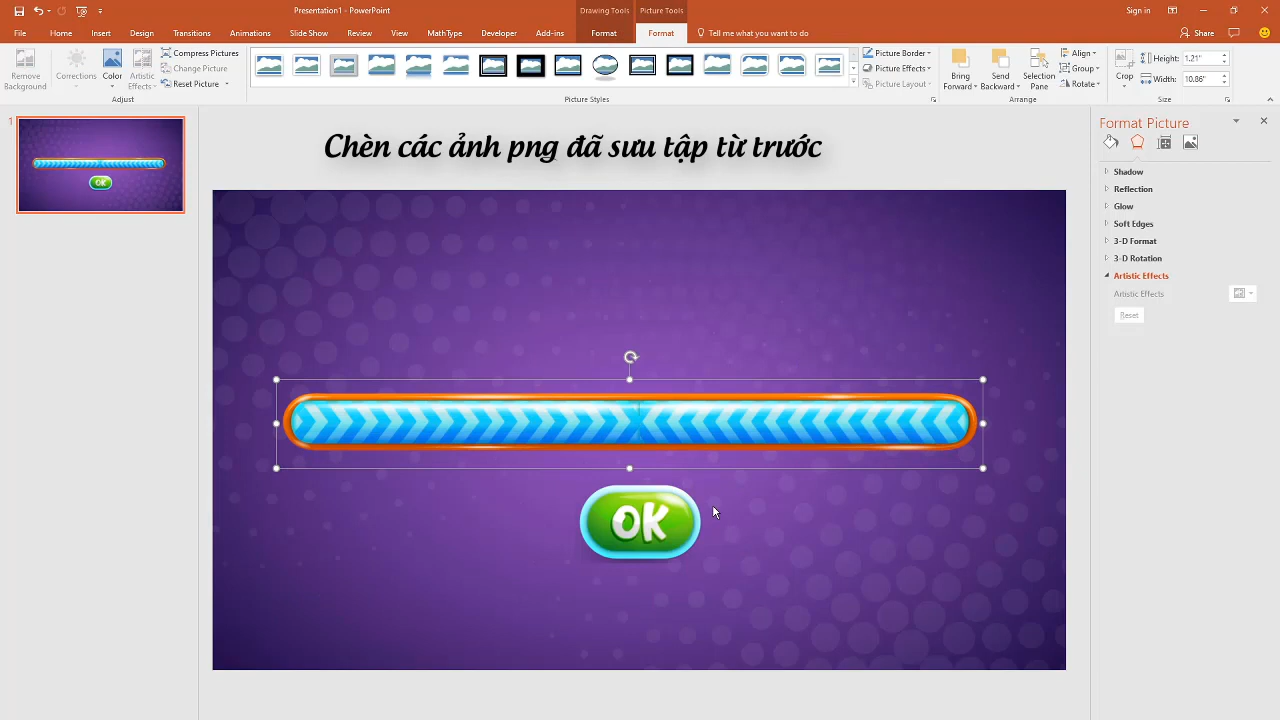 Presentation1 - PowerPoint
Drawing Tools
Picture Tools
Sign in
File
Home
Insert
Design
Transitions
Animations
Slide Show
Review
View
MathType
Developer
Add-ins
Format
Format
Tell me what you want to do
Share
Remove
Background
Corrections
Color
Artistic
Effects
Compress Pictures
Change Picture
Reset Picture
Adjust
Picture Styles
Picture Border
Picture Effects
Picture Layout
Bring
Forward
Send
Backward
Selection
Pane
Align
Group
Rotate
Arrange
Crop
Height: 1.21"
Width: 10.86"
Size
1
OK
Chèn các ảnh png đã sưu tập từ trước
OK
Format Picture
Shadow
Reflection
Glow
Soft Edges
3-D Format
3-D Rotation
Artistic Effects
Artistic Effects
Reset